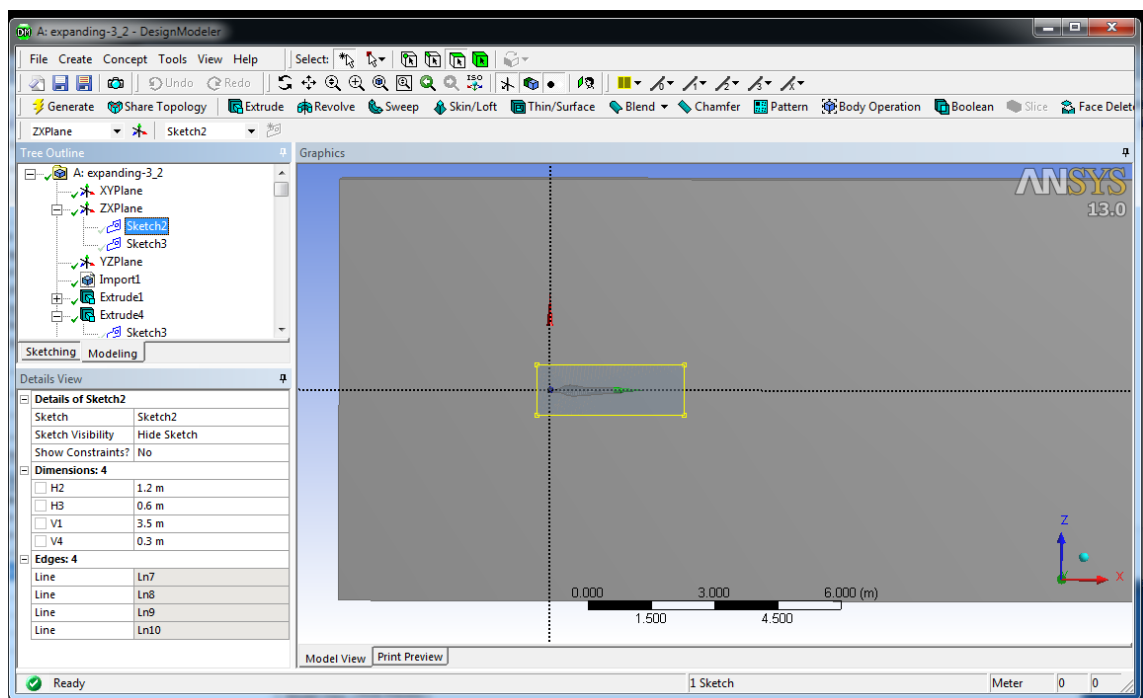 A: expanding-3_2 - DesignModeler
File Create Concept Tools View Help Select:
Undo Redo ISO
Generate Share Topology Extrude Revolve Sweep Skin/Loft Thin/Surface Blend Chamfer Pattern Body Operation Boolean Slice Face Delet
ZXPlane Sketch2
Tree Outline
A: expanding-3_2
XYPlane
ZXPlane
Sketch2
Sketch3
YZPlane
Import1
Extrude1
Extrude4
Sketch3
Sketching Modeling
Details View
Details of Sketch2
Sketch Sketch2
Sketch Visibility Hide Sketch
Show Constraints? No
Dimensions: 4
H2 1.2 m
H3 0.6 m
V1 3.5 m
V4 0.3 m
Edges: 4
Line Ln7
Line Ln8
Line Ln9
Line Ln10
Graphics
ANSYS
13.0
Z
X
0.000 3.000 6.000 (m)
1.500 4.500
Model View Print Preview
Ready 1 Sketch Meter 0 0